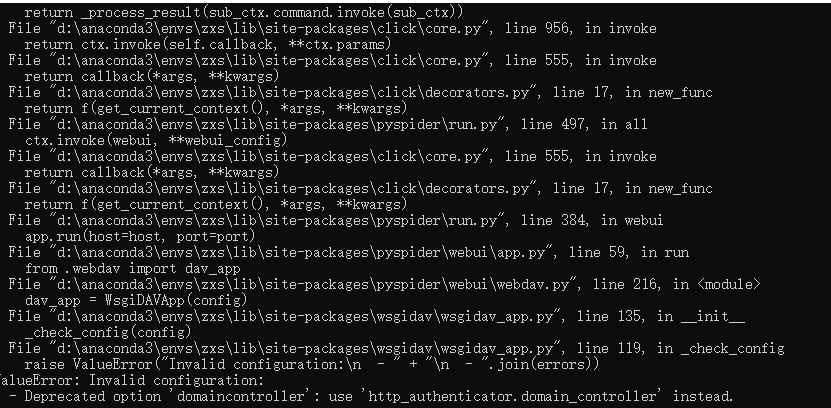 return _process_result(sub_ctx.command.invoke(sub_ctx))
File "d:\anaconda3\envs\zxs\lib\site-packages\click\core.py", line 956, in invoke
return ctx.invoke(self.callback, **ctx.params)
File "d:\anaconda3\envs\zxs\lib\site-packages\click\core.py", line 555, in invoke
return callback(*args, **kwargs)
File "d:\anaconda3\envs\zxs\lib\site-packages\click\decorators.py", line 17, in new_func
return f(get_current_context(), *args, **kwargs)
File "d:\anaconda3\envs\zxs\lib\site-packages\pyspider\run.py", line 497, in all
ctx.invoke(webui, **webui_config)
File "d:\anaconda3\envs\zxs\lib\site-packages\click\core.py", line 555, in invoke
return callback(*args, **kwargs)
File "d:\anaconda3\envs\zxs\lib\site-packages\click\decorators.py", line 17, in new_func
return f(get_current_context(), *args, **kwargs)
File "d:\anaconda3\envs\zxs\lib\site-packages\pyspider\run.py", line 384, in webui
app.run(host=host, port=port)
File "d:\anaconda3\envs\zxs\lib\site-packages\pyspider\webui\app.py", line 59, in run
from .webdav import dav_app
File "d:\anaconda3\envs\zxs\lib\site-packages\pyspider\webui\webdav.py", line 216, in <module>
dav_app = WsgiDAVApp(config)
File "d:\anaconda3\envs\zxs\lib\site-packages\wsgidav\wsgidav_app.py", line 135, in __init__
_check_config(config)
File "d:\anaconda3\envs\zxs\lib\site-packages\wsgidav\wsgidav_app.py", line 119, in _check_config
raise ValueError("Invalid configuration:\n  - " + "\n  - ".join(errors))
alueError: Invalid configuration:
- Deprecated option 'domaincontroller': use 'http_authenticator.domain_controller' instead.